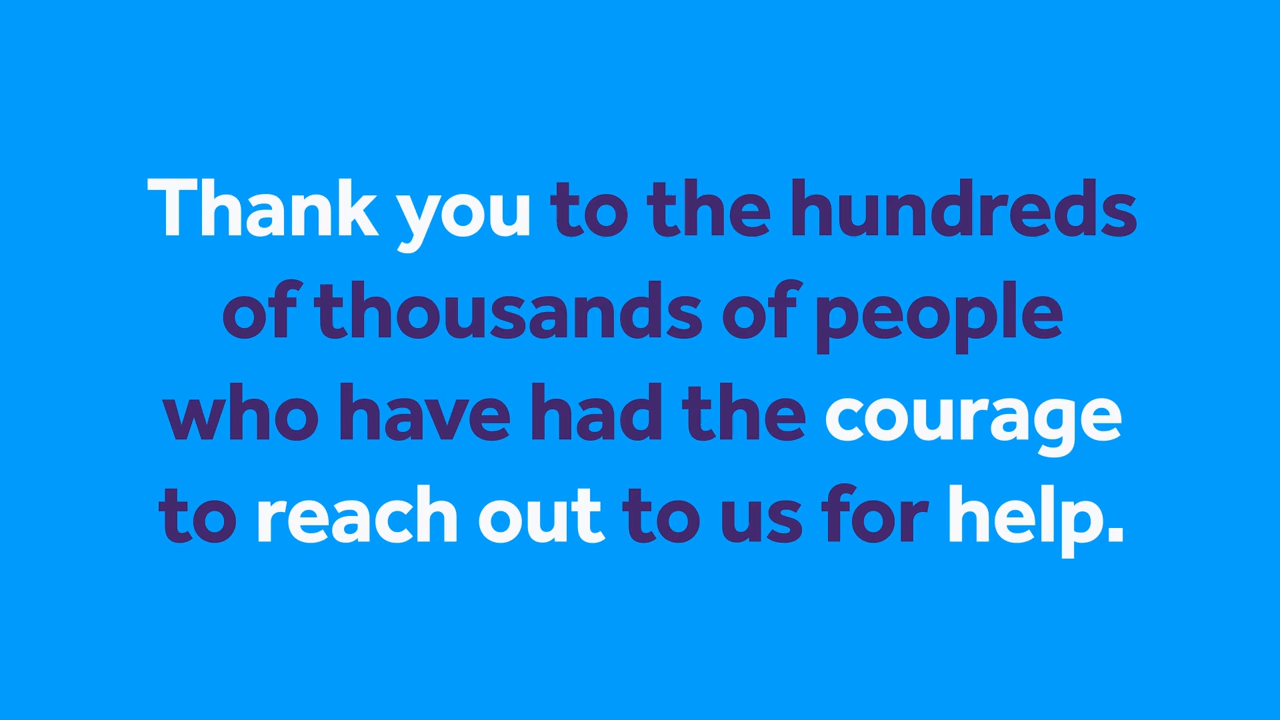 Thank you to the hundreds
of thousands of people
who have had the courage
to reach out to us for help.